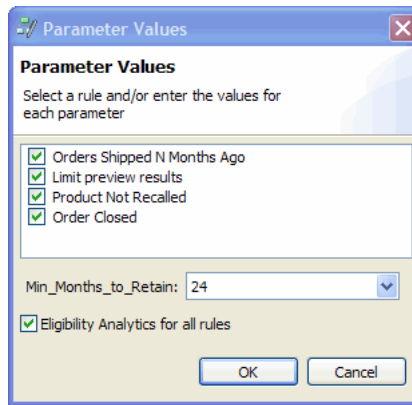 Parameter Values
Parameter Values
Select a rule and/or enter the values for
each parameter
Orders Shipped N Months Ago
Limit preview results
Product Not Recalled
Order Closed
Min_Months_to_Retain: 24
Eligibility Analytics for all rules
OK Cancel